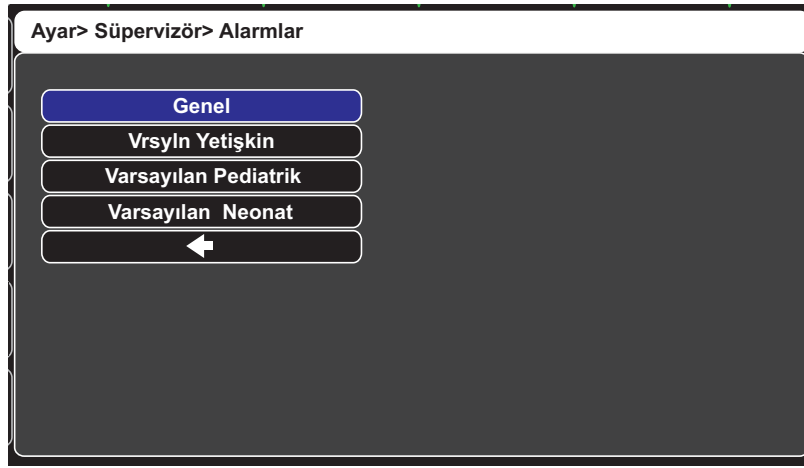 Ayar> Süpervizör> Alarmlar
Genel
Vrsyln Yetişkin
Varsayılan Pediatrik
Varsayılan Neonat